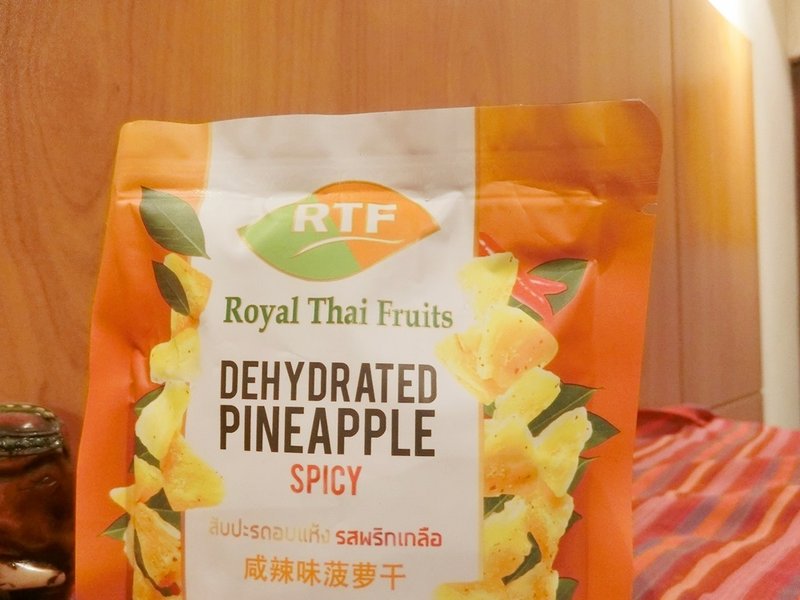 RTF
Royal Thai Fruits
DEHYDRATED
PINEAPPLE
SPICY
สับปะรดอบแห้ง รสพริกเกลือ
咸辣味菠萝干